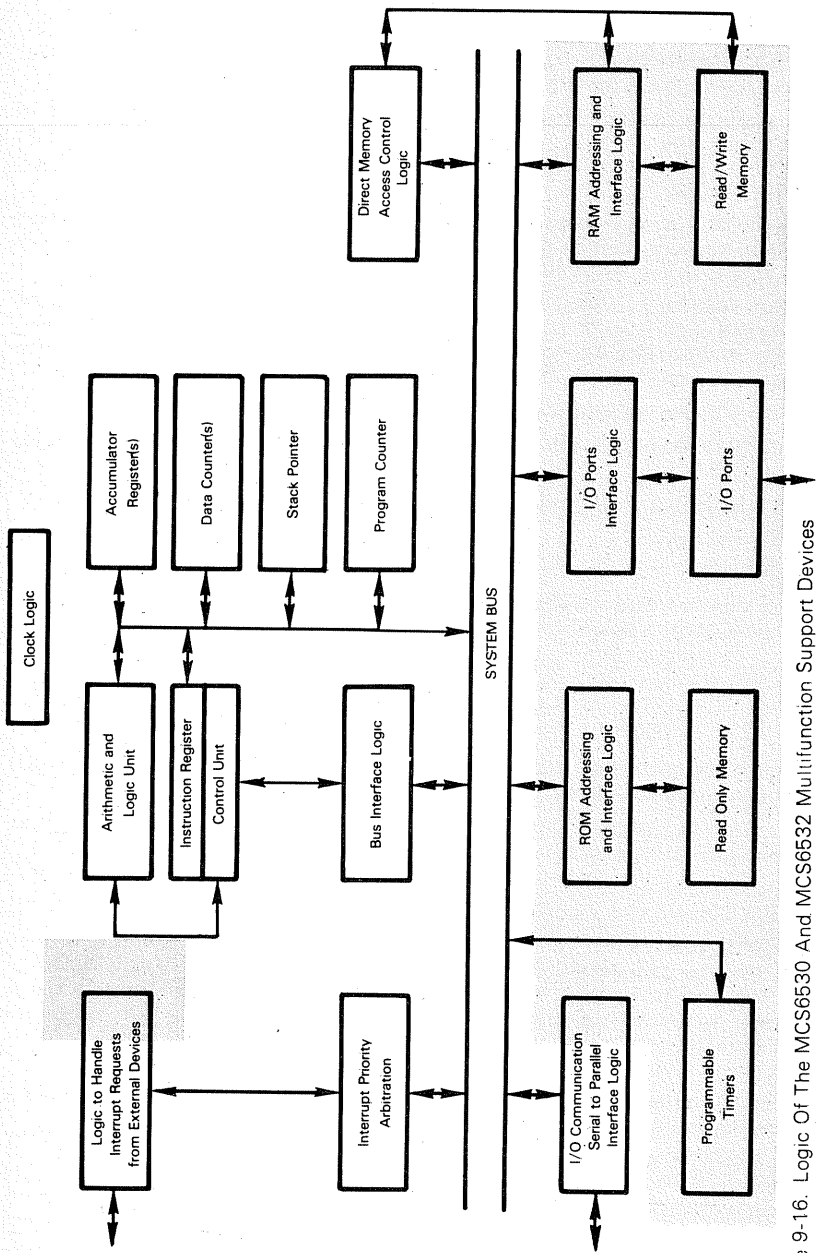 Clock Logic
Logic to Handle
Interrupt Requests
from External Devices
Arithmetic and
Logic Unit
Accumulator
Register(s)
Instruction Register
Control Unit
Data Counter(s)
Stack Pointer
Interrupt Priority
Arbitration
Bus Interface Logic
Program Counter
Direct Memory
Access Control
Logic
SYSTEM BUS
I/O Communication
Serial to Parallel
Interface Logic
ROM Addressing
and Interface Logic
I/O Ports
Interface Logic
RAM Addressing and
Interface Logic
Programmable
Timers
Read Only Memory
I/O Ports
Read/Write
Memory
9-16. Logic Of The MCS6530 And MCS6532 Multifunction Support Devices